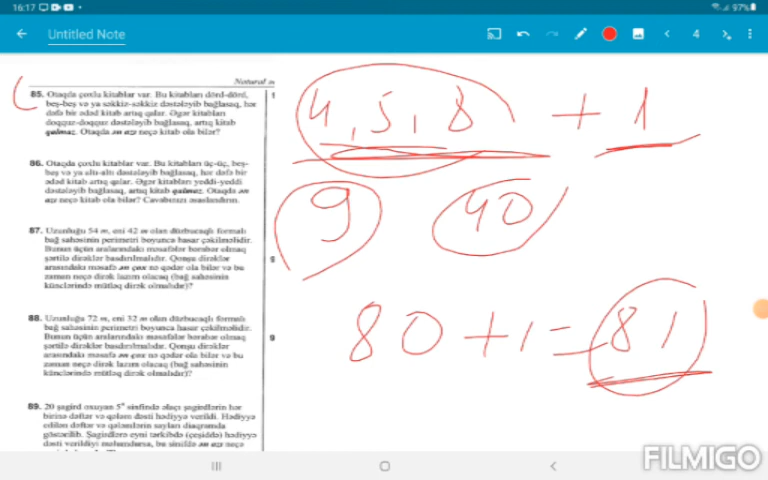 16:17
97%
Untitled Note
4
Natural
85. Otaqda çoxlu kitablar var. Bu kitabları dörd-dörd,
beş-beş və ya səkkiz-səkkiz dəstələyib bağlasaq, hər
dəfə bir ədəd kitab artıq qalar. Əgər kitabları
doqquz-doqquz dəstələyib bağlasaq, artıq kitab
qalmaz. Otaqda ən azı neçə kitab ola bilər?
86. Otaqda çoxlu kitablar var. Bu kitabları üç-üç, beş-
beş və ya altı-altı dəstələyib bağlasaq, hər dəfə bir
ədəd kitab artıq qalar. Əgər kitabları yeddi-yeddi
dəstələyib bağlasaq, artıq kitab qalmaz. Otaqda ən
azı neçə kitab ola bilər? Cavabınızı əsaslandırın.
87. Uzunluğu 54 m, eni 42 m olan düzbucaqlı formalı
bağ sahəsinin perimetri boyunca hasar çəkilməlidir.
Bunun üçün aralarındakı məsafələr bərabər olmaq
şərtilə dirəklər basdırılmalıdır. Qonşu dirəklər
arasındakı məsafə ən çox nə qədər ola bilər və bu
zaman neçə dirək lazım olacaq (bağ sahəsinin
künclərində mütləq dirək olmalıdır)?
88. Uzunluğu 72 m, eni 32 m olan düzbucaqlı formalı
bağ sahəsinin perimetri boyunca hasar çəkilməlidir.
Bunun üçün aralarındakı məsafələr bərabər olmaq
şərtilə dirəklər basdırılmalıdır. Qonşu dirəklər
arasındakı məsafə ən çox nə qədər ola bilər və bu
zaman neçə dirək lazım olacaq (bağ sahəsinin
künclərində mütləq dirək olmalıdır)?
89. 20 şagird oxuyan 5ᵃ sinfində əlaçı şagirdlərin hər
birinə dəftər və qələm dəsti hədiyyə verildi. Hədiyyə
edilən dəftər və qələmlərin sayları diaqramda
göstərilib. Şagirdlərə eyni tərkibdə (çeşiddə) hədiyyə
dəsti verildiyi məlumdursa, bu sinifdə ən azı neçə
1
9
9
4,5,8 + 1
9 40
80+1=81
FILMIGO